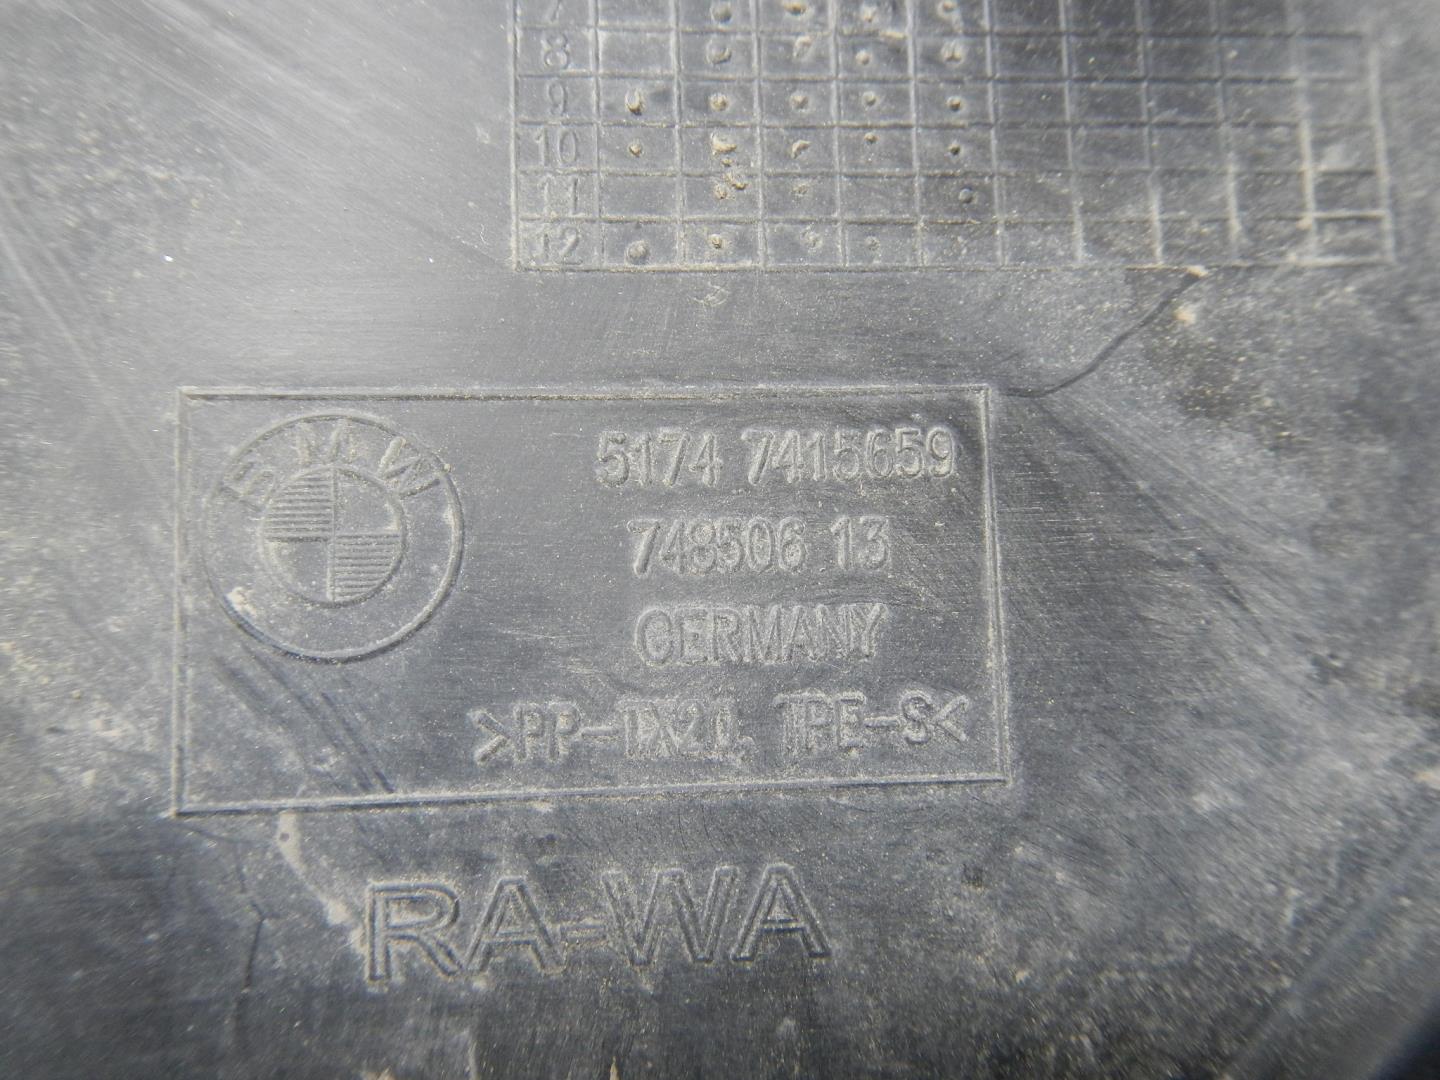 7
8
9
10
11
12
BMW
5174 7415659
748506 13
GERMANY
>PP-TX20, TPE-S<
RA-WA